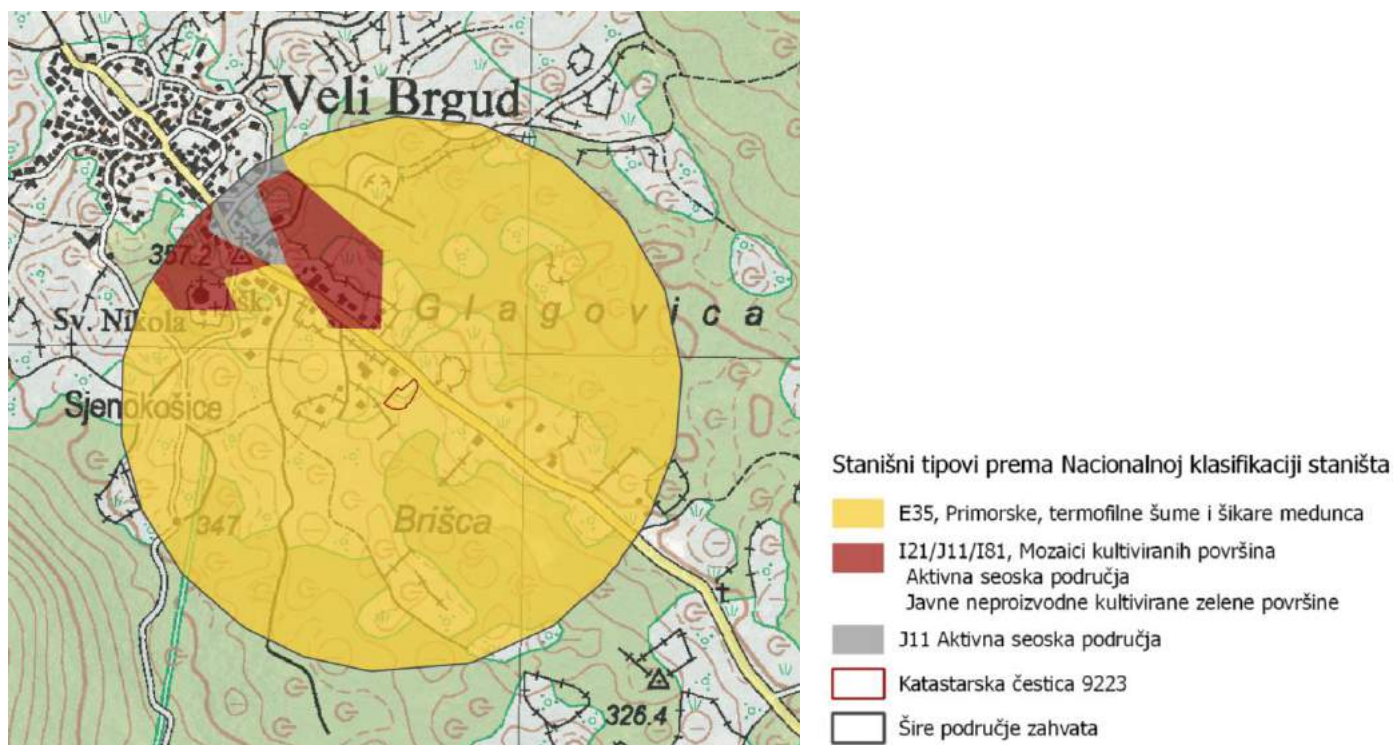 Veli Brgud
357.2
šk.
Glagovica
Sv. Nikola
Sjenokošice
347
Brišca
326.4
Stanišni tipovi prema Nacionalnoj klasifikaciji staništa
E35, Primorske, termofilne šume i šikare medunca
I21/J11/I81, Mozaici kultiviranih površina
Aktivna seoska područja
Javne neproizvodne kultivirane zelene površine
J11 Aktivna seoska područja
Katastarska čestica 9223
Šire područje zahvata